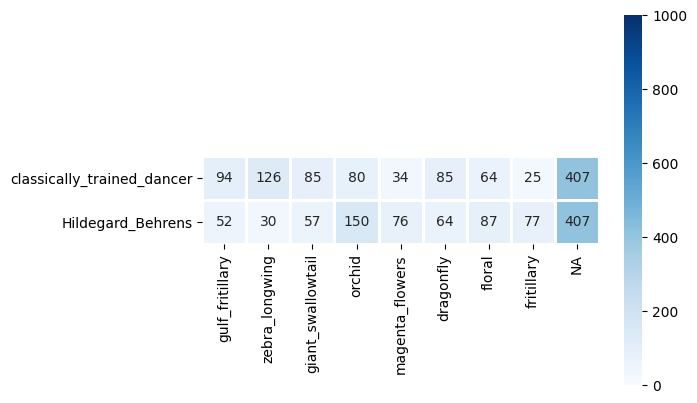 1000
800
600
400
200
0
classically_trained_dancer 94 126 85 80 34 85 64 25 407
Hildegard_Behrens 52 30 57 150 76 64 87 77 407
gulf_fritillary
zebra_longwing
giant_swallowtail
orchid
magenta_flowers
dragonfly
floral
fritillary
NA